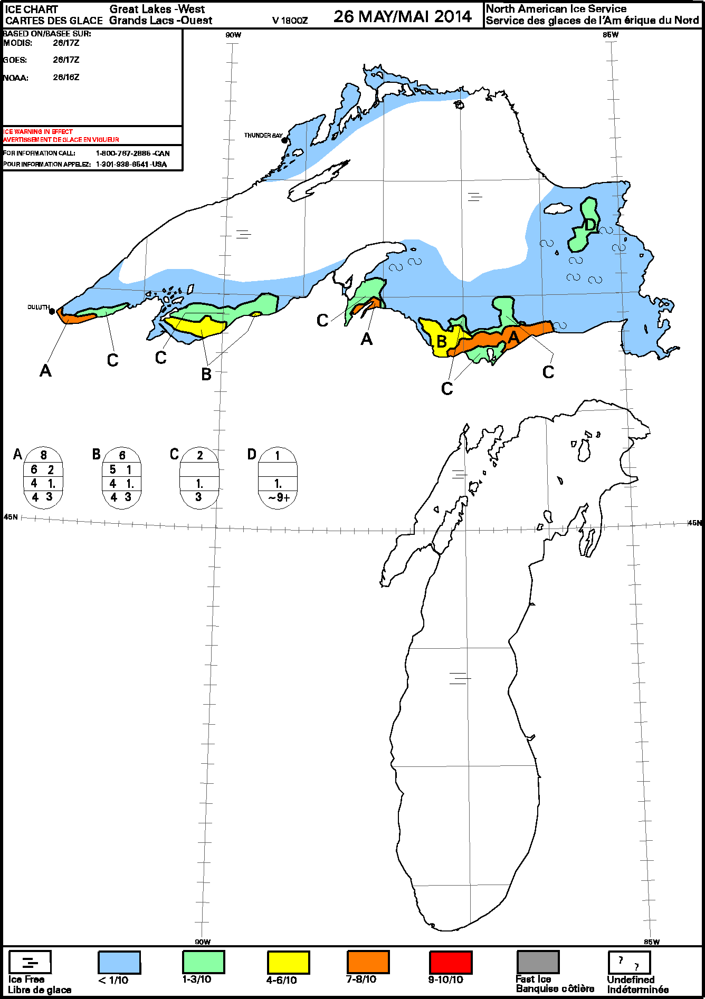 ICE CHART
CARTES DES GLACE
Great Lakes -West
Grands Lacs -Ouest
V 1800Z
26 MAY/MAI 2014
North American Ice Service
Service des glaces de l'Am érique du Nord
BASED ON/BASEE SUR:
MODIS: 26/17Z
GOES: 26/17Z
NOAA: 26/16Z
ICE WARNING IN EFFECT
AVERTISSEMENT DE GLACE EN VIGUEUR
FOR INFORMATION CALL: 1-800-767-2885 -CAN
POUR INFORMATION APPELEZ: 1-301-938-6541 -USA
90W
85W
THUNDER BAY
DULUTH
D
A
C
C
B
C
A
B
A
C
C
A 8
6 2
4 1.
4 3
B 6
5 1
4 1.
4 3
C 2
1.
3
D 1
1.
~9+
45N
45N
90W
85W
Ice Free
Libre de glace
< 1/10
1-3/10
4-6/10
7-8/10
9-10/10
Fast Ice
Banquise côtière
? ?
Undefined
Indéterminée